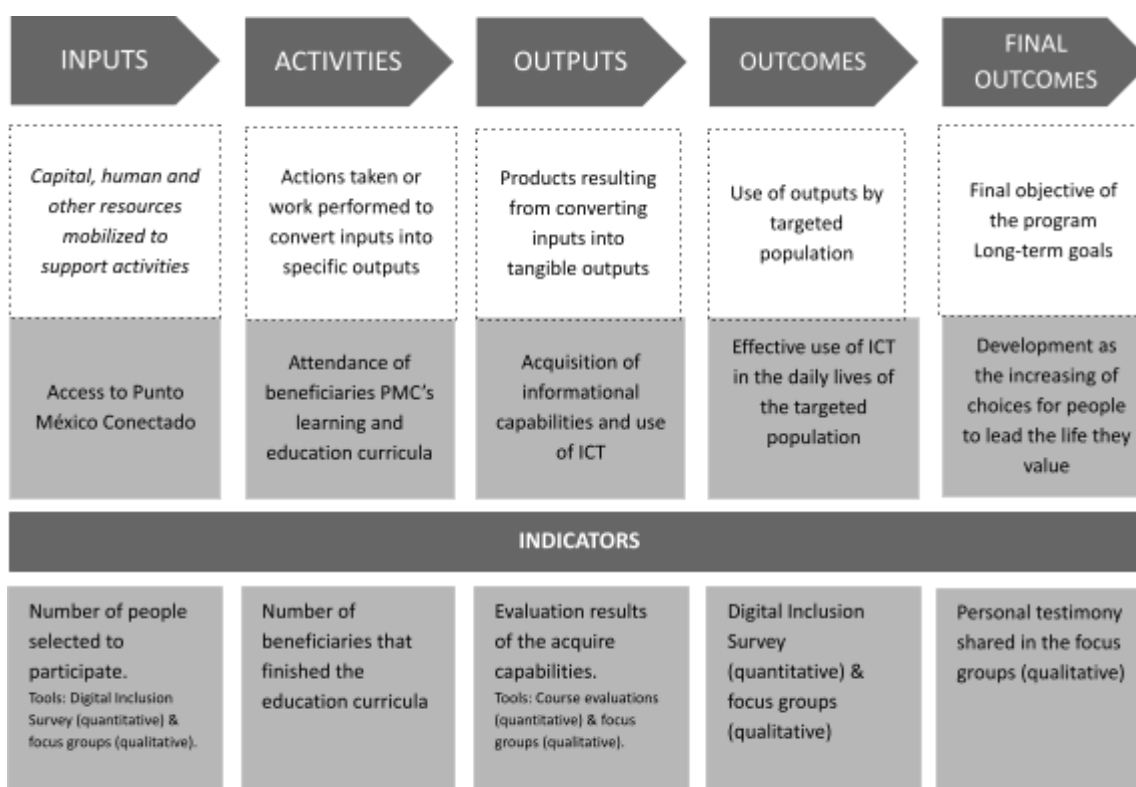 INPUTS
ACTIVITIES
OUTPUTS
OUTCOMES
FINAL
OUTCOMES
Capital, human and
other resources
mobilized to
support activities
Actions taken or
work performed to
convert inputs into
specific outputs
Products resulting
from converting
inputs into
tangible outputs
Use of outputs by
targeted
population
Final objective of
the program
Long-term goals
Access to Punto
México Conectado
Attendance of
beneficiaries PMC's
learning and
education curricula
Acquisition of
informational
capabilities and use
of ICT
Effective use of ICT
in the daily lives of
the targeted
population
Development as
the increasing of
choices for people
to lead the life they
value
INDICATORS
Number of people
selected to
participate.
Tools: Digital Inclusion
Survey (quantitative) &
focus groups (qualitative).
Number of
beneficiaries that
finished the
education curricula
Evaluation results
of the acquire
capabilities.
Tools: Course evaluations
(quantitative) & focus
groups (qualitative).
Digital Inclusion
Survey
(quantitative) &
focus groups
(qualitative)
Personal testimony
shared in the focus
groups (qualitative)